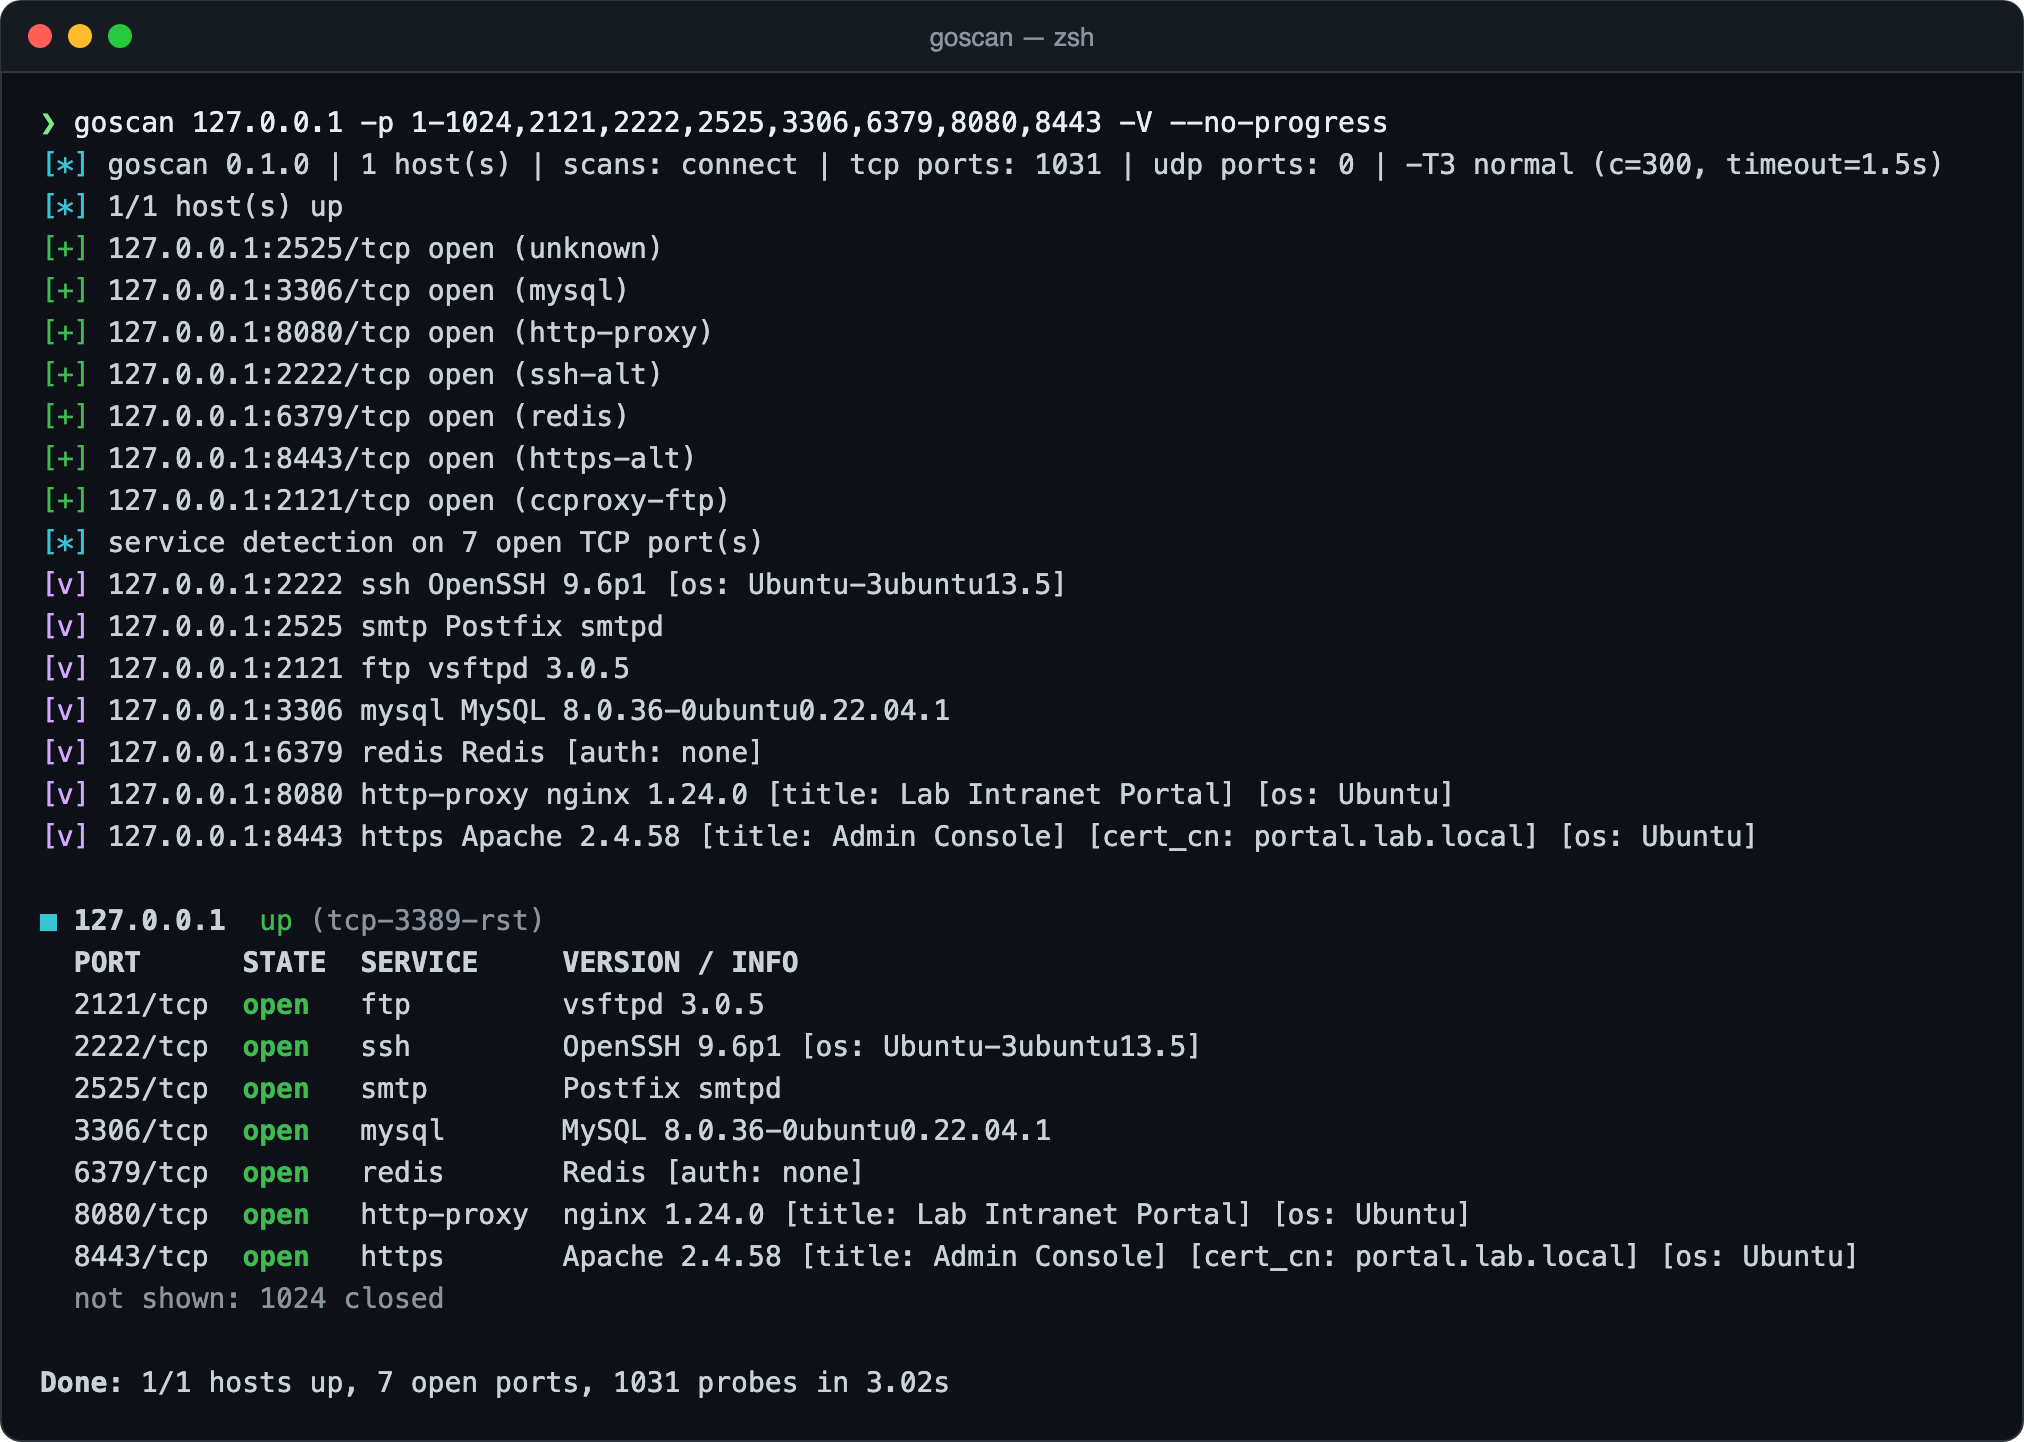 goscan — zsh
❯ goscan 127.0.0.1 -p 1-1024,2121,2222,2525,3306,6379,8080,8443 -V --no-progress
[*] goscan 0.1.0 | 1 host(s) | scans: connect | tcp ports: 1031 | udp ports: 0 | -T3 normal (c=300, timeout=1.5s)
[*] 1/1 host(s) up
[+] 127.0.0.1:2525/tcp open (unknown)
[+] 127.0.0.1:3306/tcp open (mysql)
[+] 127.0.0.1:8080/tcp open (http-proxy)
[+] 127.0.0.1:2222/tcp open (ssh-alt)
[+] 127.0.0.1:6379/tcp open (redis)
[+] 127.0.0.1:8443/tcp open (https-alt)
[+] 127.0.0.1:2121/tcp open (ccproxy-ftp)
[*] service detection on 7 open TCP port(s)
[v] 127.0.0.1:2222 ssh OpenSSH 9.6p1 [os: Ubuntu-3ubuntu13.5]
[v] 127.0.0.1:2525 smtp Postfix smtpd
[v] 127.0.0.1:2121 ftp vsftpd 3.0.5
[v] 127.0.0.1:3306 mysql MySQL 8.0.36-0ubuntu0.22.04.1
[v] 127.0.0.1:6379 redis Redis [auth: none]
[v] 127.0.0.1:8080 http-proxy nginx 1.24.0 [title: Lab Intranet Portal] [os: Ubuntu]
[v] 127.0.0.1:8443 https Apache 2.4.58 [title: Admin Console] [cert_cn: portal.lab.local] [os: Ubuntu]
■ 127.0.0.1  up (tcp-3389-rst)
  PORT      STATE  SERVICE     VERSION / INFO
  2121/tcp  open   ftp         vsftpd 3.0.5
  2222/tcp  open   ssh         OpenSSH 9.6p1 [os: Ubuntu-3ubuntu13.5]
  2525/tcp  open   smtp        Postfix smtpd
  3306/tcp  open   mysql       MySQL 8.0.36-0ubuntu0.22.04.1
  6379/tcp  open   redis       Redis [auth: none]
  8080/tcp  open   http-proxy  nginx 1.24.0 [title: Lab Intranet Portal] [os: Ubuntu]
  8443/tcp  open   https       Apache 2.4.58 [title: Admin Console] [cert_cn: portal.lab.local] [os: Ubuntu]
  not shown: 1024 closed
Done: 1/1 hosts up, 7 open ports, 1031 probes in 3.02s